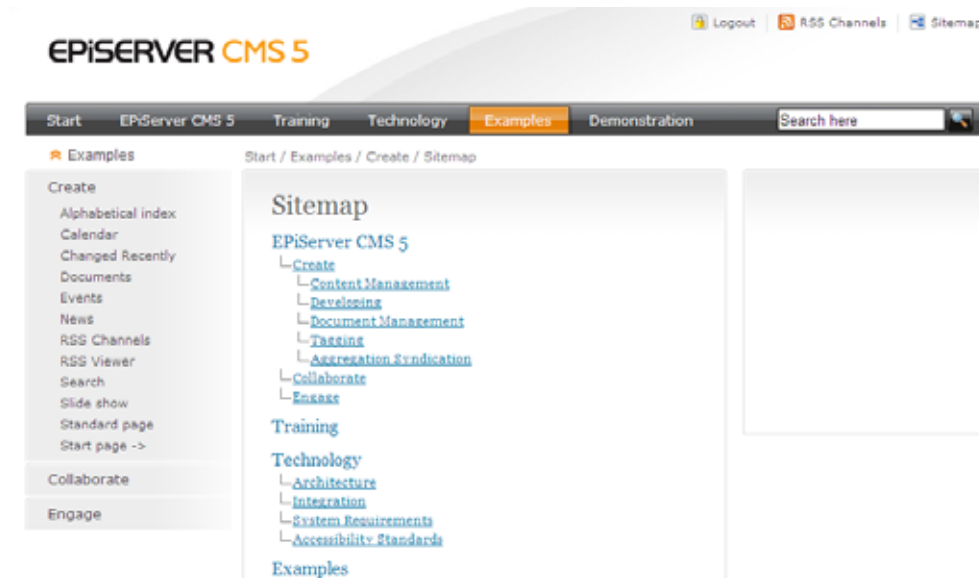 Logout RSS Channels Sitemap
EPiSERVER CMS 5
Start EPiServer CMS 5 Training Technology Examples Demonstration Search here
Examples
Start / Examples / Create / Sitemap
Create
Alphabetical index
Calendar
Changed Recently
Documents
Events
News
RSS Channels
RSS Viewer
Search
Slide show
Standard page
Start page ->
Collaborate
Engage
Sitemap
EPiServer CMS 5
Create
Content Management
Developing
Document Management
Tagging
Aggregation Syndication
Collaborate
Engage
Training
Technology
Architecture
Integration
System Requirements
Accessibility Standards
Examples